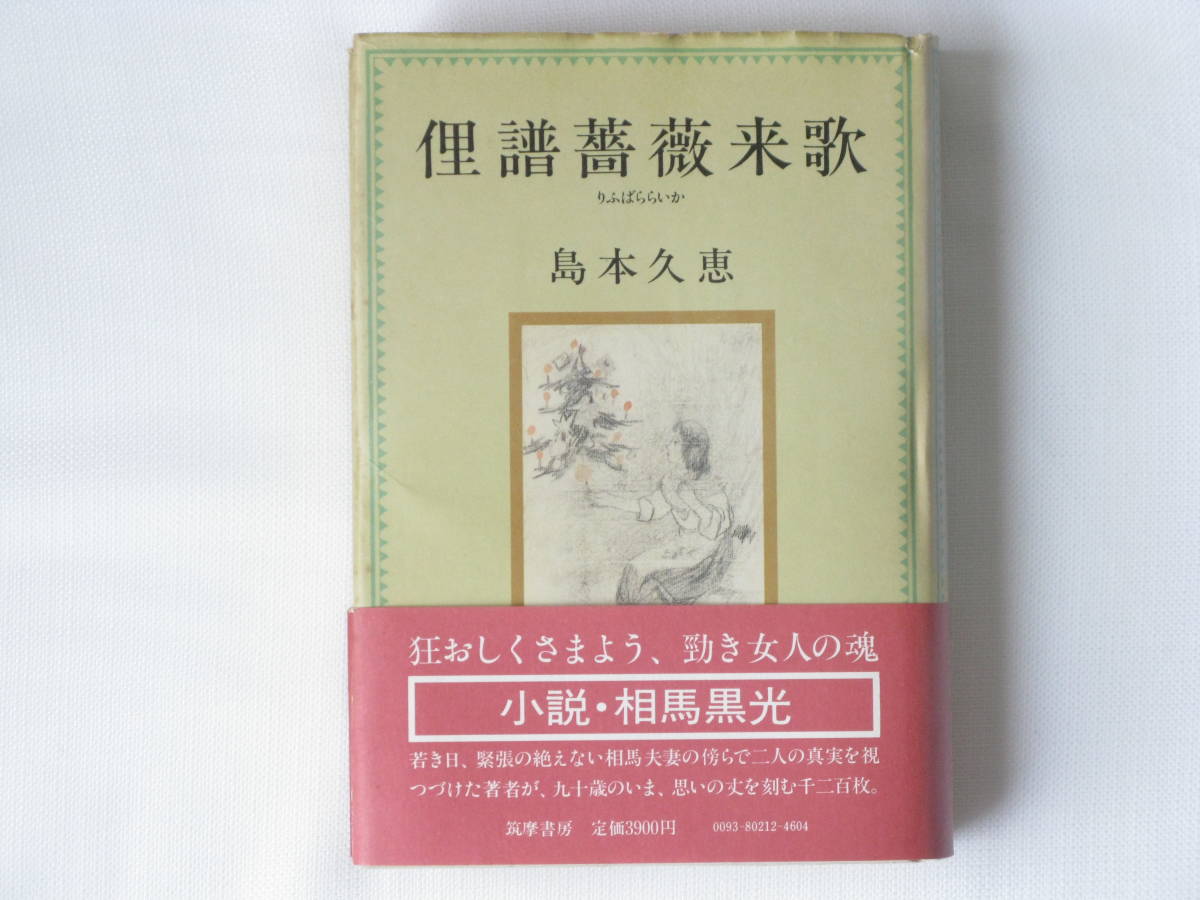 俚譜薔薇来歌
りふばららいか
島本久恵
狂おしくさまよう、勁き女人の魂
小説・相馬黒光
若き日、緊張の絶えない相馬夫妻の傍らで二人の真実を視
つづけた著者が、九十歳のいま、思いの丈を刻む千二百枚。
筑摩書房 定価3900円 0093-80212-4604